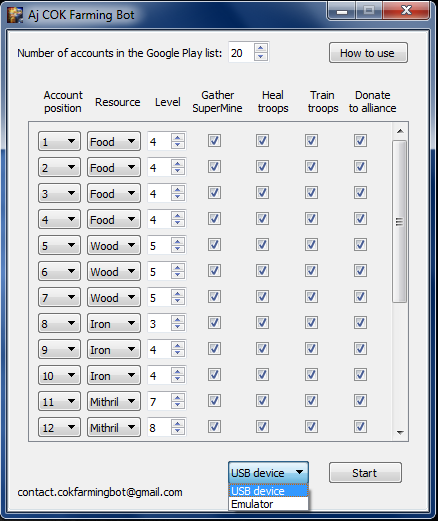 Aj COK Farming Bot
Number of accounts in the Google Play list: 20 How to use
Account position Resource Level Gather SuperMine Heal troops Train troops Donate to alliance
1 Food 4
2 Food 4
3 Food 4
4 Food 4
5 Wood 5
6 Wood 5
7 Wood 5
8 Iron 3
9 Iron 4
10 Iron 4
11 Mithril 7
12 Mithril 8
USB device Start
USB device
contact.cokfarmingbot@gmail.com
Emulator